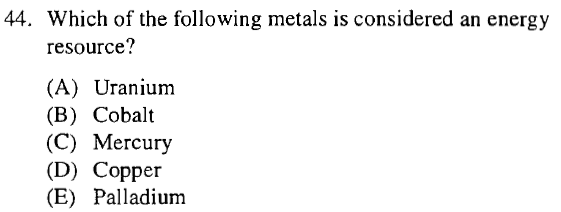 44. Which of the following metals is considered an energy
resource?
(A) Uranium
(B) Cobalt
(C) Mercury
(D) Copper
(E) Palladium